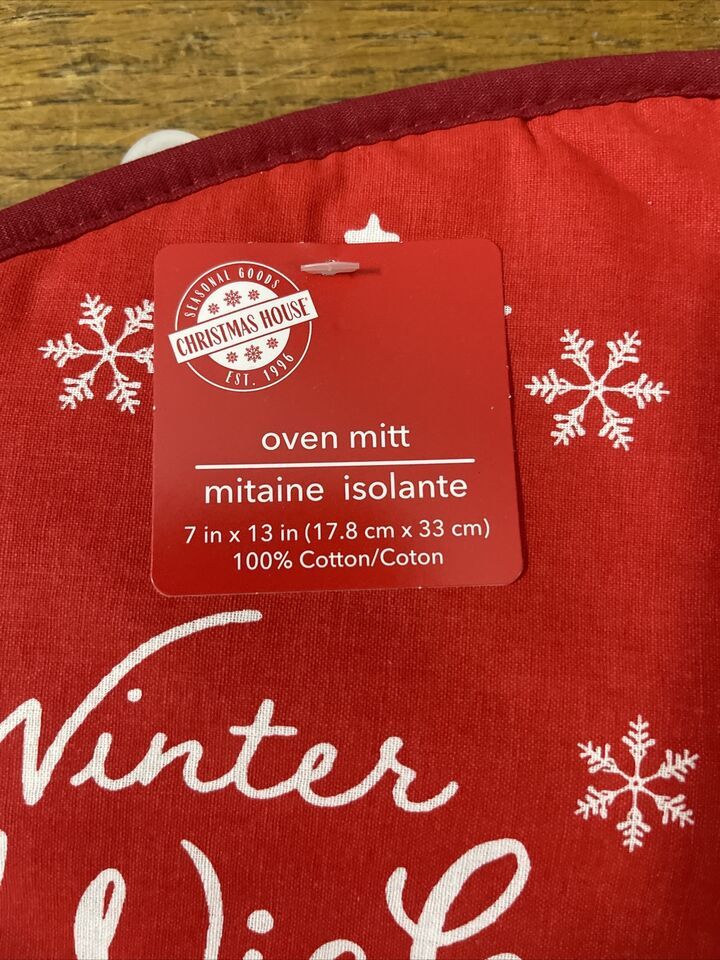 SEASONAL GOODS
CHRISTMAS HOUSE
EST. 1996
oven mitt
mitaine isolante
7 in x 13 in (17.8 cm x 33 cm)
100% Cotton/Coton
Winter